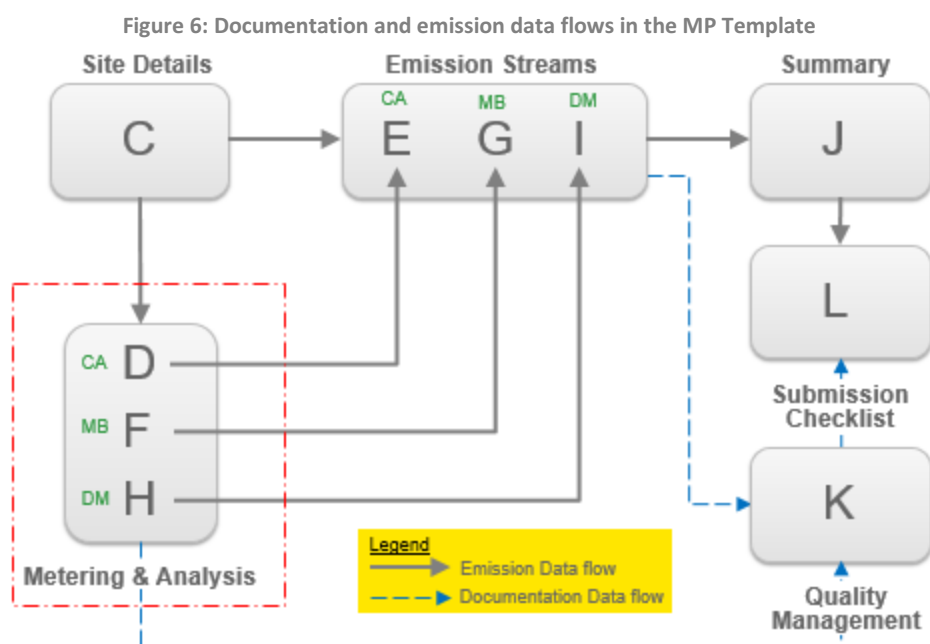 Figure 6: Documentation and emission data flows in the MP Template
Site Details
Emission Streams
Summary
C
CA
MB
DM
E
G
I
J
L
CA
D
MB
F
DM
H
Submission
Checklist
K
Metering & Analysis
Legend
Emission Data flow
Documentation Data flow
Quality
Management